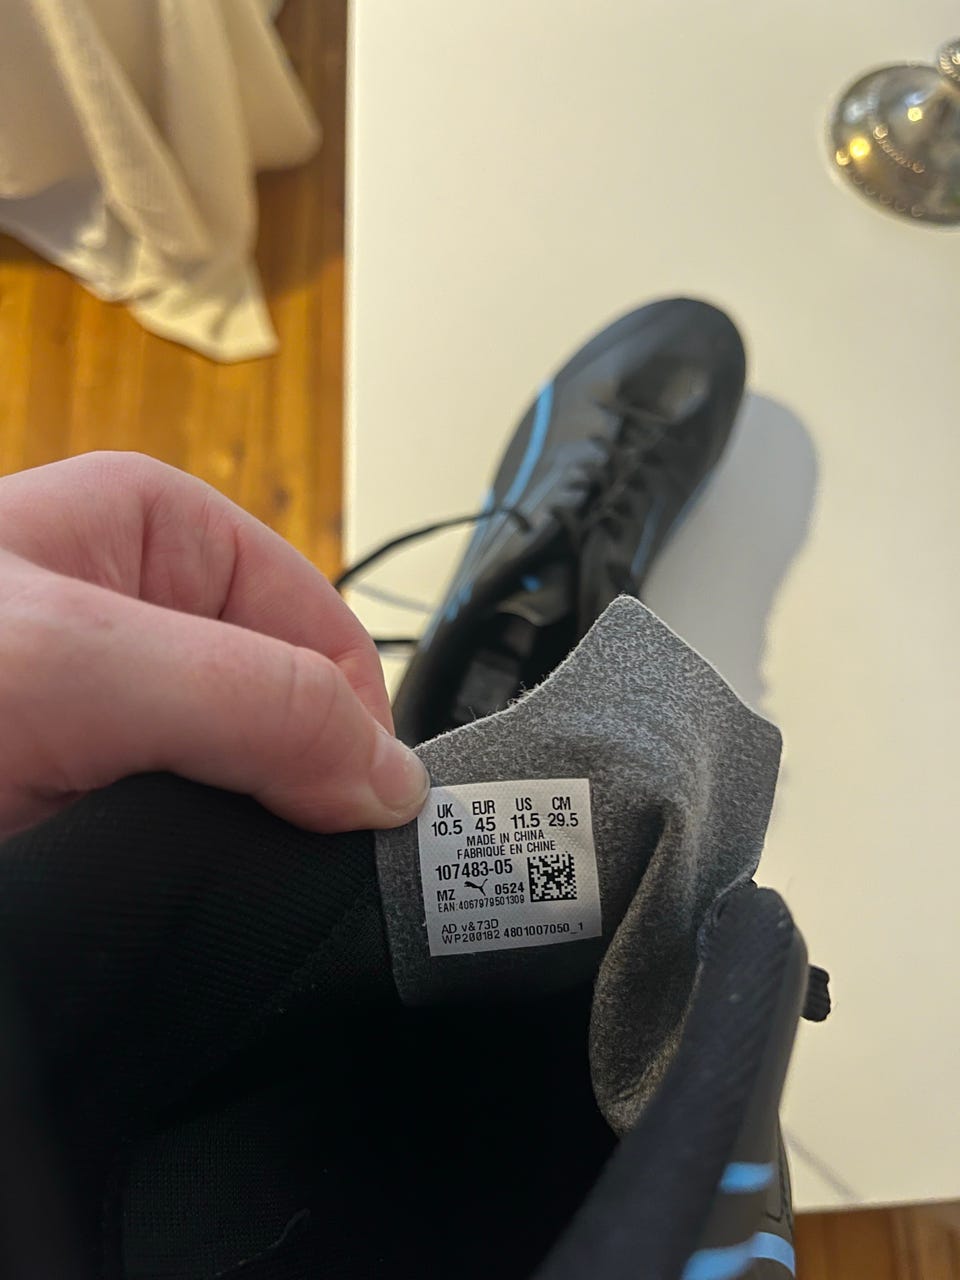 UK EUR US CM
10.5 45 11.5 29.5
MADE IN CHINA
FABRIQUE EN CHINE
107483-05
MZ 0524
EAN:4067979501309
AD v&73D
WP200182 4801007050_1